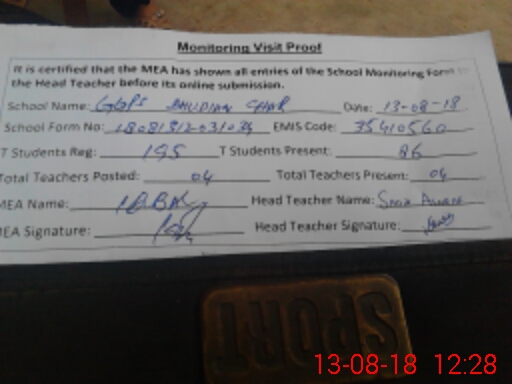 Monitoring Visit Proof
It is certified that the MEA has shown all entries of the School Monitoring Form to
the Head Teacher before its online submission.
School Name: GGPS CHAR Date: 13-08-18
School Form No: EMIS Code: 35410560
T Students Reg: 195 T Students Present: 86
Total Teachers Posted: 04 Total Teachers Present: 04
MEA Name: Head Teacher Name:
MEA Signature: Head Teacher Signature:
SPORT
13-08-18 12:28